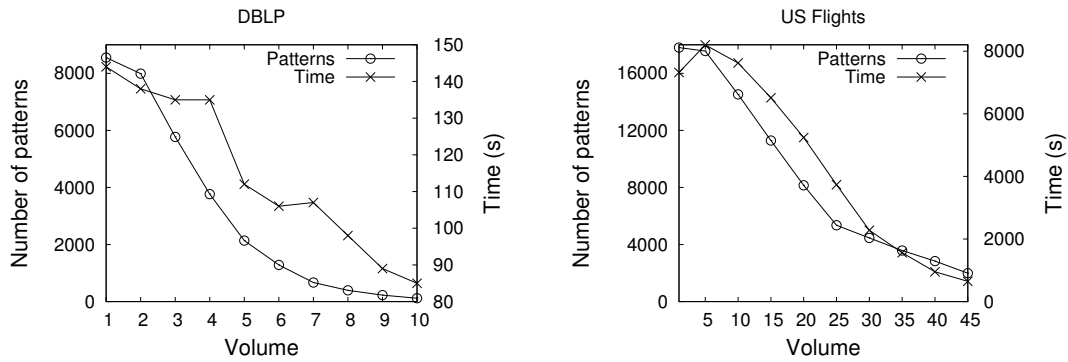 DBLP
Patterns
Time
Number of patterns
8000
6000
4000
2000
0
150
140
130
120
110
100
90
80
Time (s)
1 2 3 4 5 6 7 8 9 10
Volume
US Flights
Patterns
Time
Number of patterns
16000
12000
8000
4000
0
8000
6000
4000
2000
0
Time (s)
5 10 15 20 25 30 35 40 45
Volume